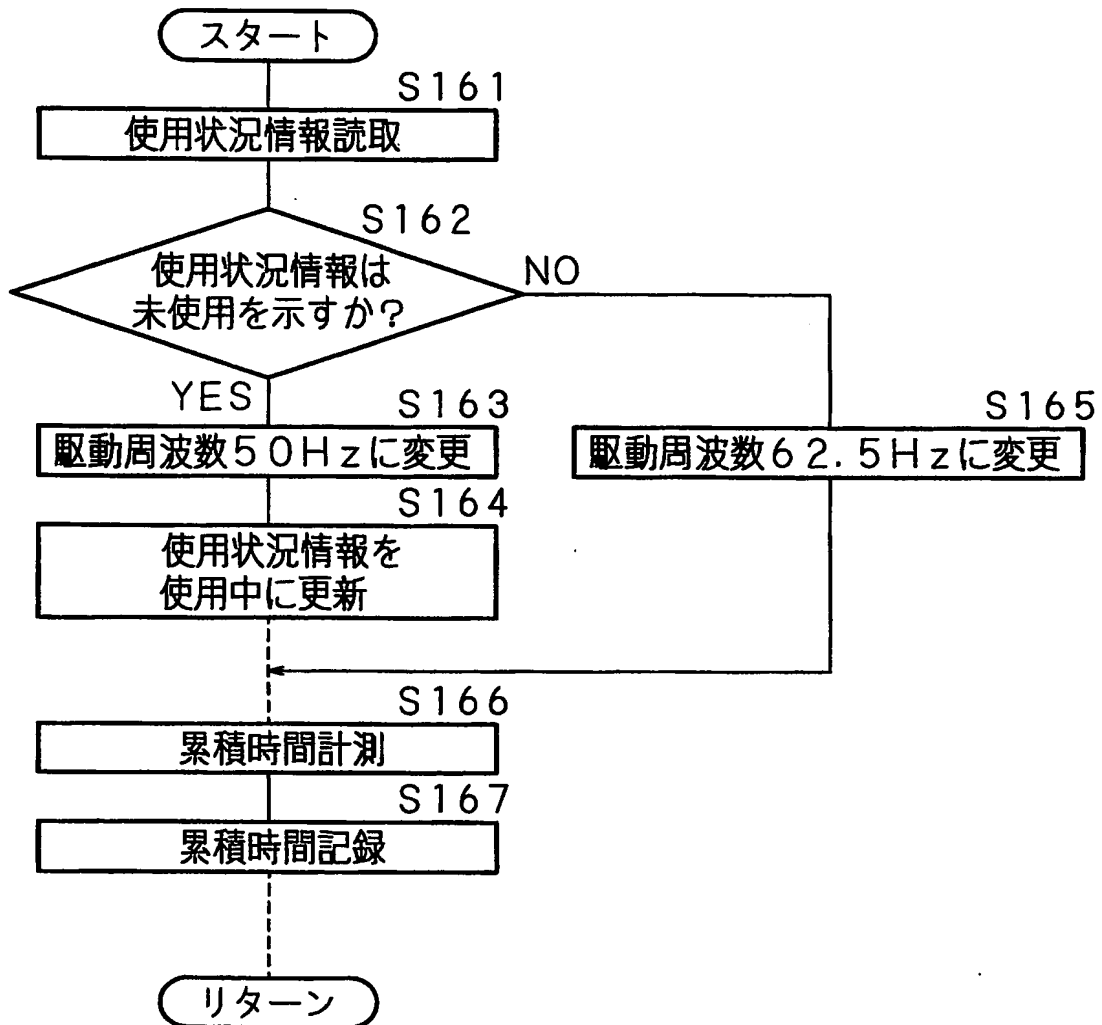 スタート
S161
使用状況情報読取
S162
使用状況情報は
未使用を示すか?
NO
YES
S163
駆動周波数50Hzに変更
S165
駆動周波数62.5Hzに変更
S164
使用状況情報を
使用中に更新
S166
累積時間計測
S167
累積時間記録
リターン